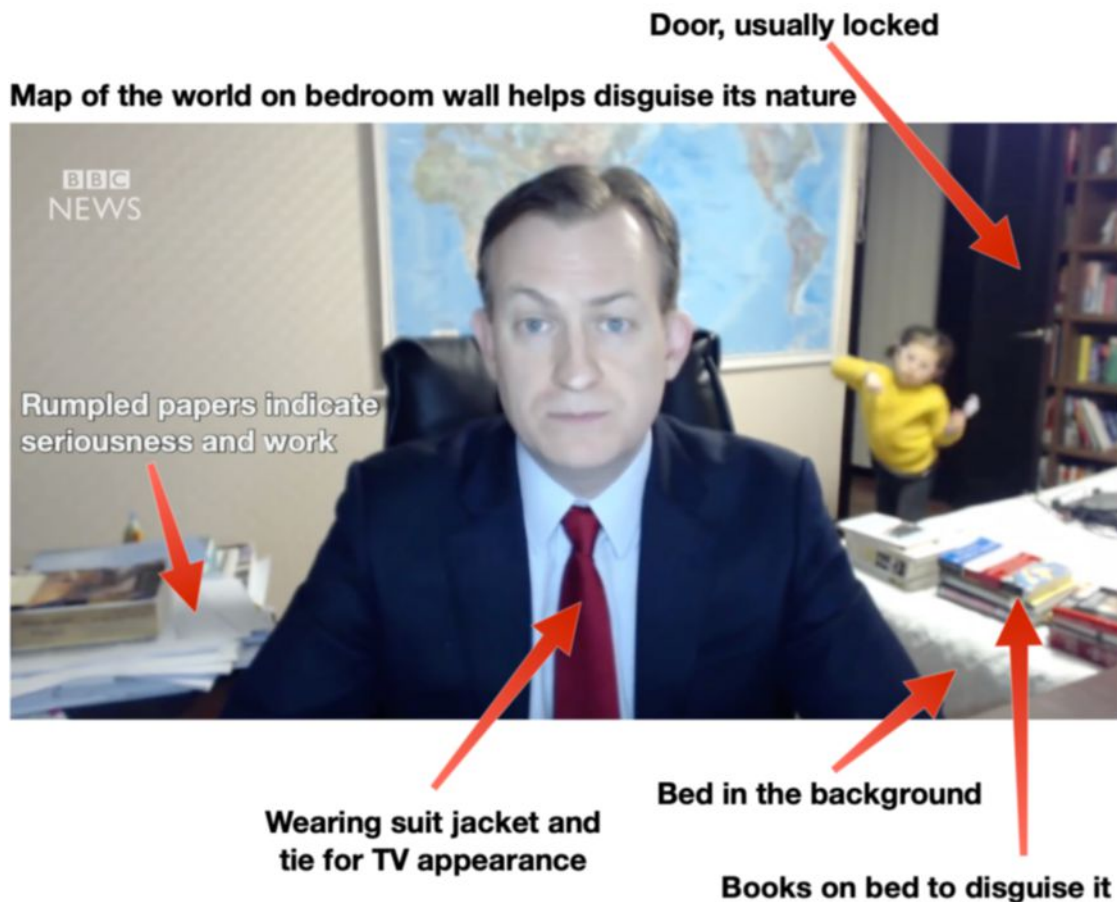 Door, usually locked
Map of the world on bedroom wall helps disguise its nature
BBC
NEWS
Rumpled papers indicate
seriousness and work
Bed in the background
Wearing suit jacket and
tie for TV appearance
Books on bed to disguise it